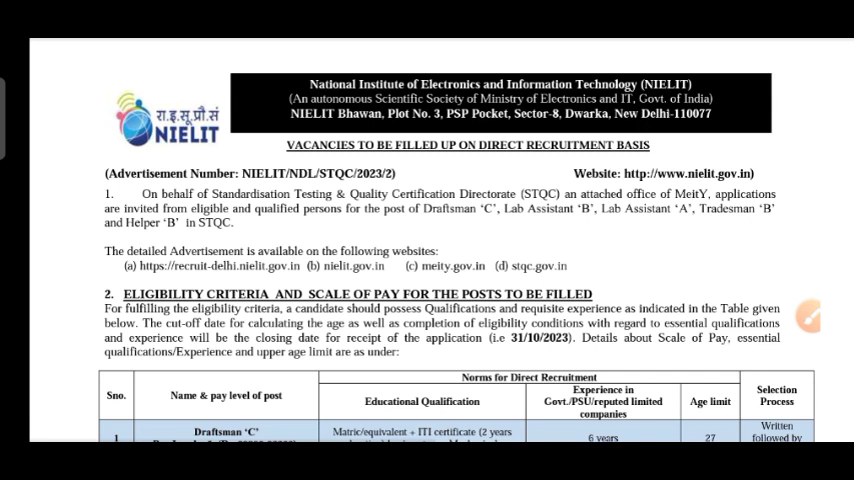 रा.इ.सू.प्रौ.सं
NIELIT
National Institute of Electronics and Information Technology (NIELIT)
(An autonomous Scientific Society of Ministry of Electronics and IT, Govt. of India)
NIELIT Bhawan, Plot No. 3, PSP Pocket, Sector-8, Dwarka, New Delhi-110077
VACANCIES TO BE FILLED UP ON DIRECT RECRUITMENT BASIS
(Advertisement Number: NIELIT/NDL/STQC/2023/2) Website: http://www.nielit.gov.in)
1. On behalf of Standardisation Testing & Quality Certification Directorate (STQC) an attached office of MeitY, applications
are invited from eligible and qualified persons for the post of Draftsman ‘C’, Lab Assistant ‘B’, Lab Assistant ‘A’, Tradesman ‘B’
and Helper ‘B’ in STQC.
The detailed Advertisement is available on the following websites:
(a) https://recruit-delhi.nielit.gov.in (b) nielit.gov.in (c) meity.gov.in (d) stqc.gov.in
2. ELIGIBILITY CRITERIA AND SCALE OF PAY FOR THE POSTS TO BE FILLED
For fulfilling the eligibility criteria, a candidate should possess Qualifications and requisite experience as indicated in the Table given
below. The cut-off date for calculating the age as well as completion of eligibility conditions with regard to essential qualifications
and experience will be the closing date for receipt of the application (i.e 31/10/2023). Details about Scale of Pay, essential
qualifications/Experience and upper age limit are as under:
Sno.
Name & pay level of post
Norms for Direct Recruitment
Educational Qualification
Experience in
Govt./PSU/reputed limited
companies
Age limit
Selection
Process
1
Draftsman ‘C’
Matric/equivalent + ITI certificate (2 years
6 years
27
Written
followed by